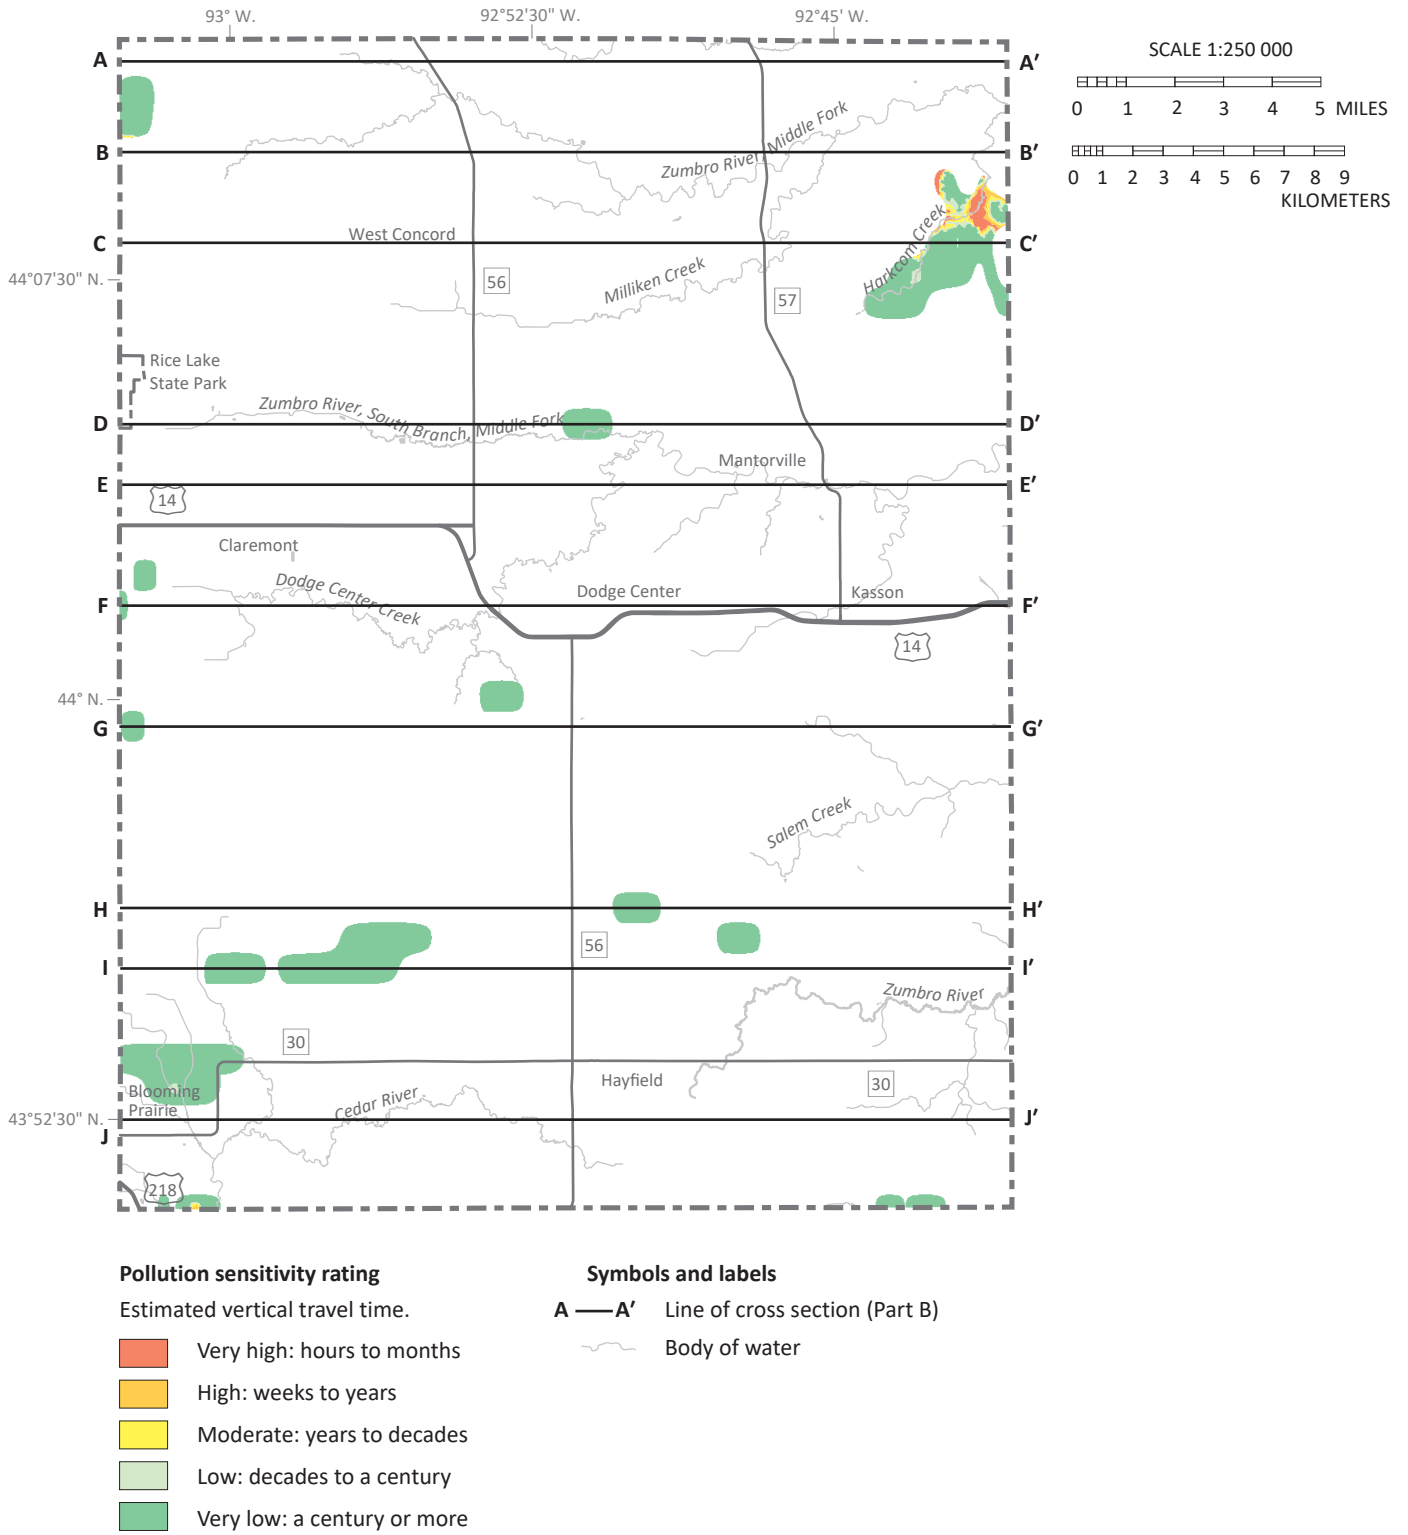 93° W.
92°52'30" W.
92°45' W.
SCALE 1:250 000
0 1 2 3 4 5 MILES
0 1 2 3 4 5 6 7 8 9
KILOMETERS
A A′
Zumbro River, Middle Fork
B B′
Harkcom Creek
West Concord
C C′
44°07'30" N.
56
Milliken Creek
57
Rice Lake
State Park
Zumbro River, South Branch, Middle Fork
D D′
Mantorville
E E′
14
Claremont
Dodge Center Creek
Dodge Center
Kasson
F F′
14
44° N.
G G′
Salem Creek
H H′
56
I I′
Zumbro River
30
Hayfield
30
Blooming
Prairie
Cedar River
43°52'30" N.
J J′
218
Pollution sensitivity rating
Estimated vertical travel time.
Very high: hours to months
High: weeks to years
Moderate: years to decades
Low: decades to a century
Very low: a century or more
Symbols and labels
A A′ Line of cross section (Part B)
Body of water